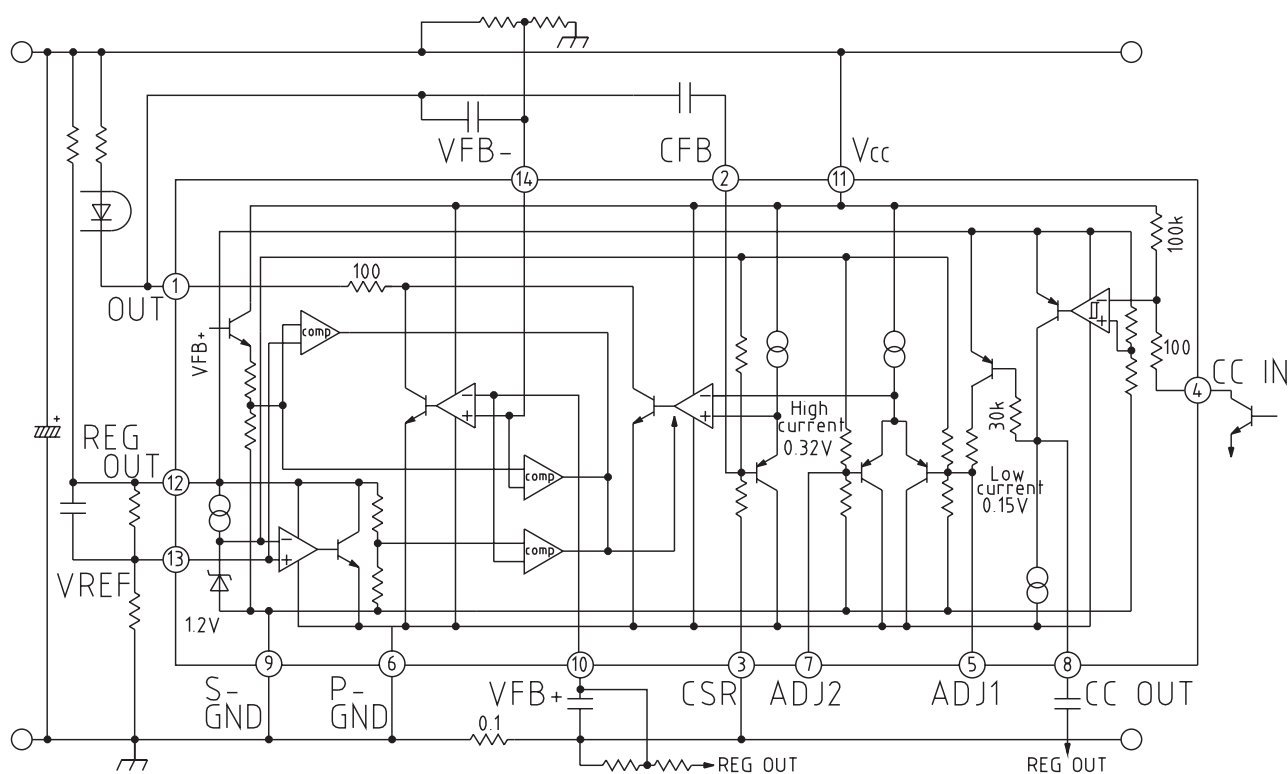 VFB-
CFB
Vcc
14
2
11
100k
1
100
OUT
comp
VFB+
100
CC IN
4
High
current
0.32V
30k
REG
OUT
12
Low
current
0.15V
comp
13
VREF
1.2V
9
6
10
3
7
5
8
S-
GND
P-
GND
VFB+
CSR
ADJ2
ADJ1
CC OUT
0.1
REG OUT
REG OUT